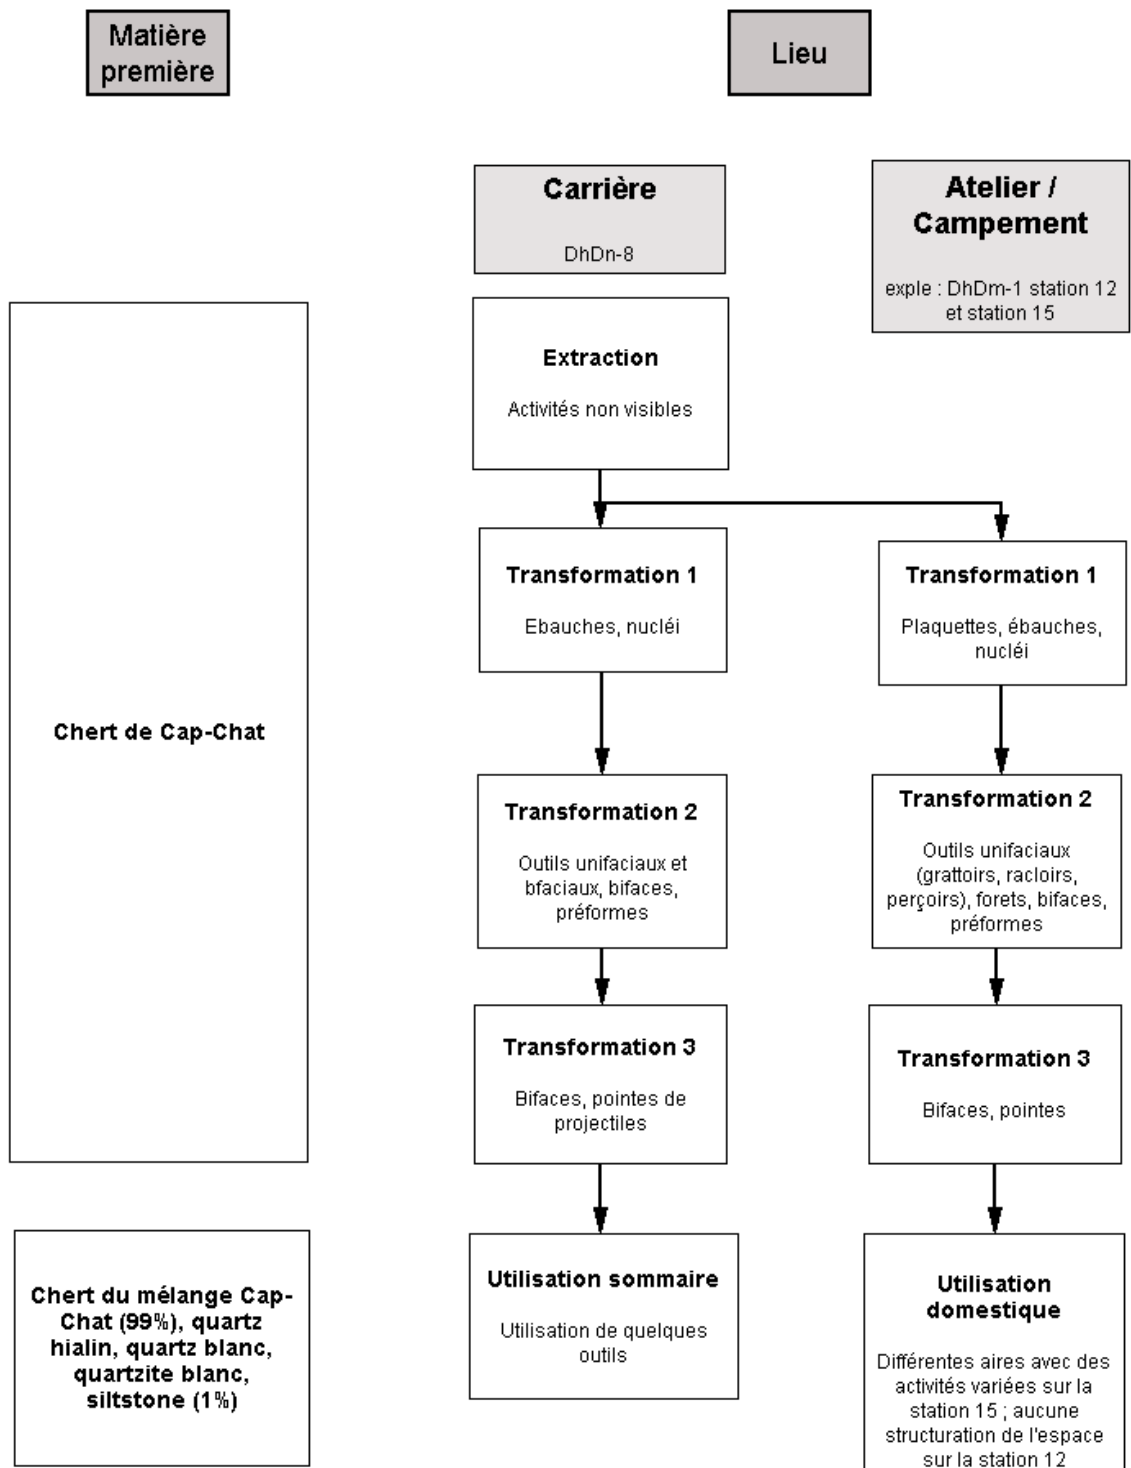 Matière
première
Lieu
Carrière
DhDn-8
Atelier /
Campement
exple : DhDm-1 station 12
et station 15
Extraction
Activités non visibles
Transformation 1
Ebauches, nucléi
Transformation 1
Plaquettes, ébauches,
nucléi
Chert de Cap-Chat
Transformation 2
Outils unifaciaux et
bfaciaux, bifaces,
préformes
Transformation 2
Outils unifaciaux
(grattoirs, racloirs,
perçoirs), forets, bifaces,
préformes
Transformation 3
Bifaces, pointes de
projectiles
Transformation 3
Bifaces, pointes
Chert du mélange Cap-
Chat (99%), quartz
hialin, quartz blanc,
quartzite blanc,
siltstone (1%)
Utilisation sommaire
Utilisation de quelques
outils
Utilisation
domestique
Différentes aires avec des
activités variées sur la
station 15 ; aucune
structuration de l'espace
sur la station 12